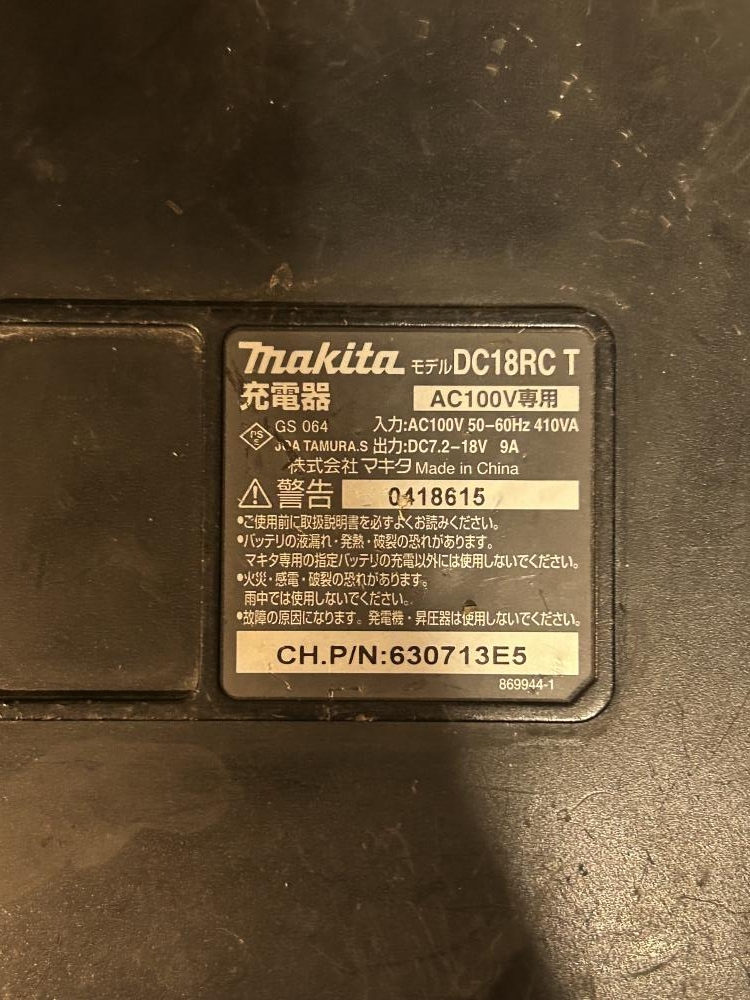 makita モデル DC18RC T
充電器 AC100V専用
GS 064 入力:AC100V 50-60Hz 410VA
PS E JQA TAMURA.S 出力:DC7.2-18V 9A
株式会社マキタ Made in China
警告 0418615
•ご使用前に取扱説明書を必ずよくお読みください。
•バッテリの液漏れ・発熱・破裂の恐れがあります。
マキタ専用の指定バッテリの充電以外には使用しないでください。
•火災・感電・破裂の恐れがあります。
雨中では使用しないでください。
•故障の原因になります。発電機・昇圧器は使用しないでください。
CH.P/N:630713E5
869944-1